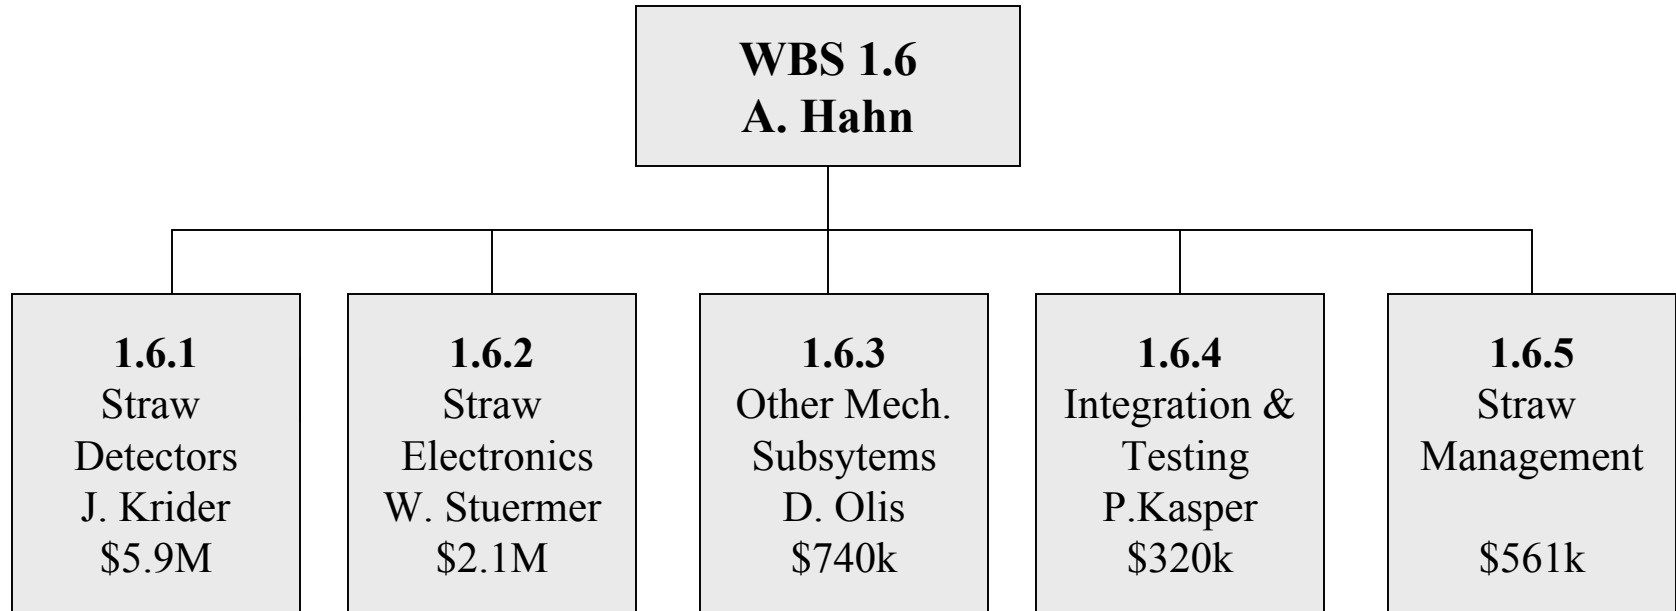 WBS 1.6
A. Hahn
1.6.1
Straw
Detectors
J. Krider
$5.9M
1.6.2
Straw
Electronics
W. Stuermer
$2.1M
1.6.3
Other Mech.
Subsytems
D. Olis
$740k
1.6.4
Integration &
Testing
P.Kasper
$320k
1.6.5
Straw
Management
$561k